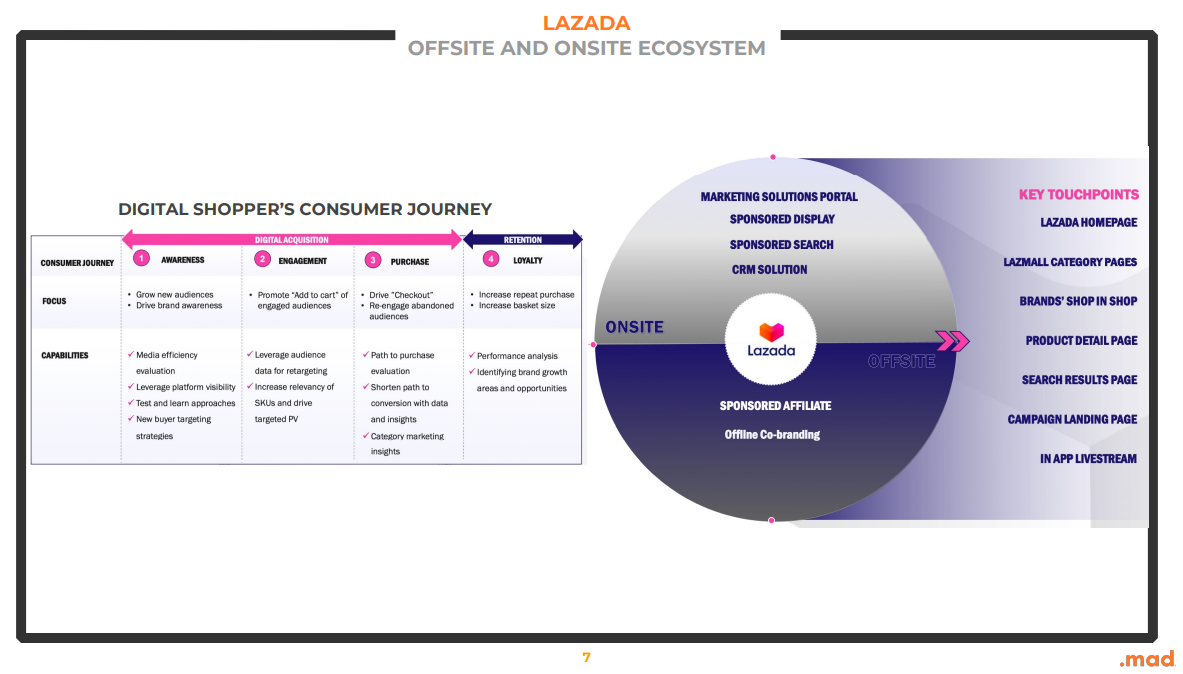 LAZADA
OFFSITE AND ONSITE ECOSYSTEM
DIGITAL SHOPPER'S CONSUMER JOURNEY
DIGITAL ACQUISITION
RETENTION
CONSUMER JOURNEY
1 AWARENESS
2 ENGAGEMENT
3 PURCHASE
4 LOYALTY
FOCUS
• Grow new audiences
• Drive brand awareness
• Promote “Add to cart” of
engaged audiences
• Drive “Checkout”
• Re-engage abandoned
audiences
• Increase repeat purchase
• Increase basket size
CAPABILITIES
✓ Media efficiency
evaluation
✓ Leverage platform visibility
✓ Test and learn approaches
✓ New buyer targeting
strategies
✓ Leverage audience
data for retargeting
✓ Increase relevancy of
SKUs and drive
targeted PV
✓ Path to purchase
evaluation
✓ Shorten path to
conversion with data
and insights
✓ Category marketing
insights
✓ Performance analysis
✓ Identifying brand growth
areas and opportunities
MARKETING SOLUTIONS PORTAL
SPONSORED DISPLAY
SPONSORED SEARCH
CRM SOLUTION
ONSITE
Lazada
OFFSITE
SPONSORED AFFILIATE
Offline Co-branding
KEY TOUCHPOINTS
LAZADA HOMEPAGE
LAZMALL CATEGORY PAGES
BRANDS' SHOP IN SHOP
PRODUCT DETAIL PAGE
SEARCH RESULTS PAGE
CAMPAIGN LANDING PAGE
IN APP LIVESTREAM
7
.mad